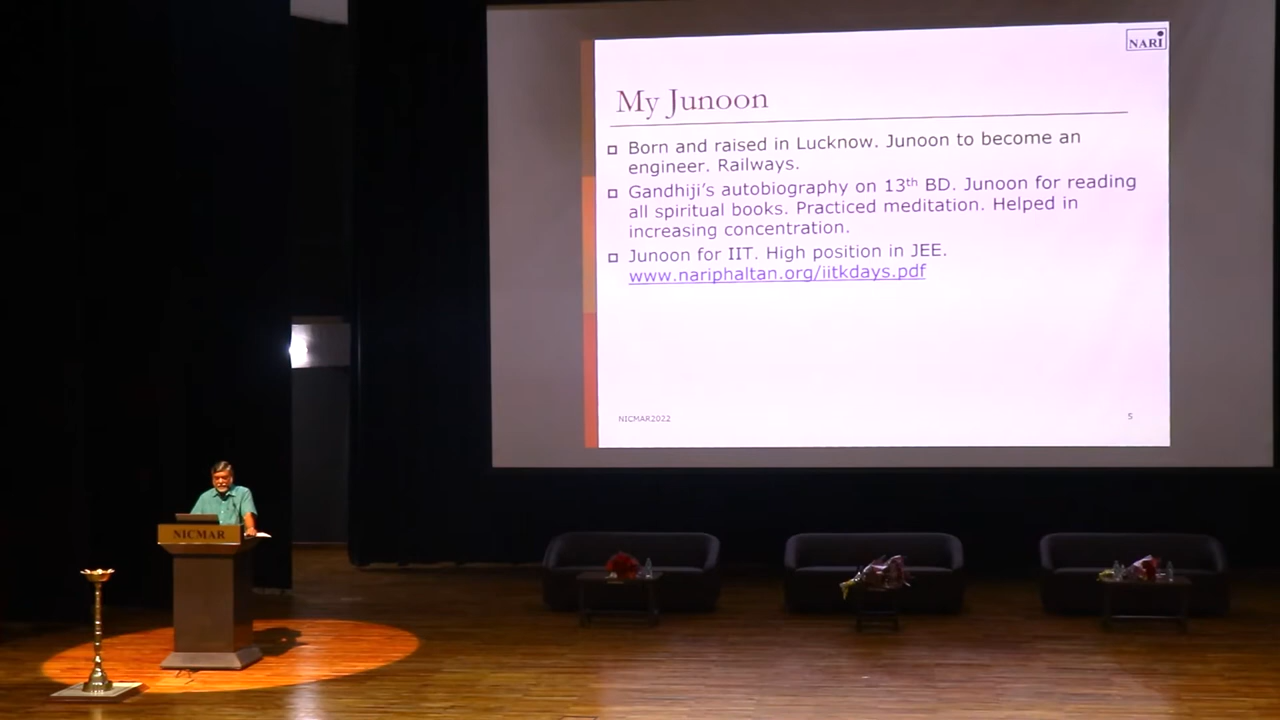 NARI
My Junoon
Born and raised in Lucknow. Junoon to become an
engineer. Railways.
Gandhiji's autobiography on 13th BD. Junoon for reading
all spiritual books. Practiced meditation. Helped in
increasing concentration.
Junoon for IIT. High position in JEE.
www.nariphaltan.org/iitkdays.pdf
NICMAR2022
5
NICMAR